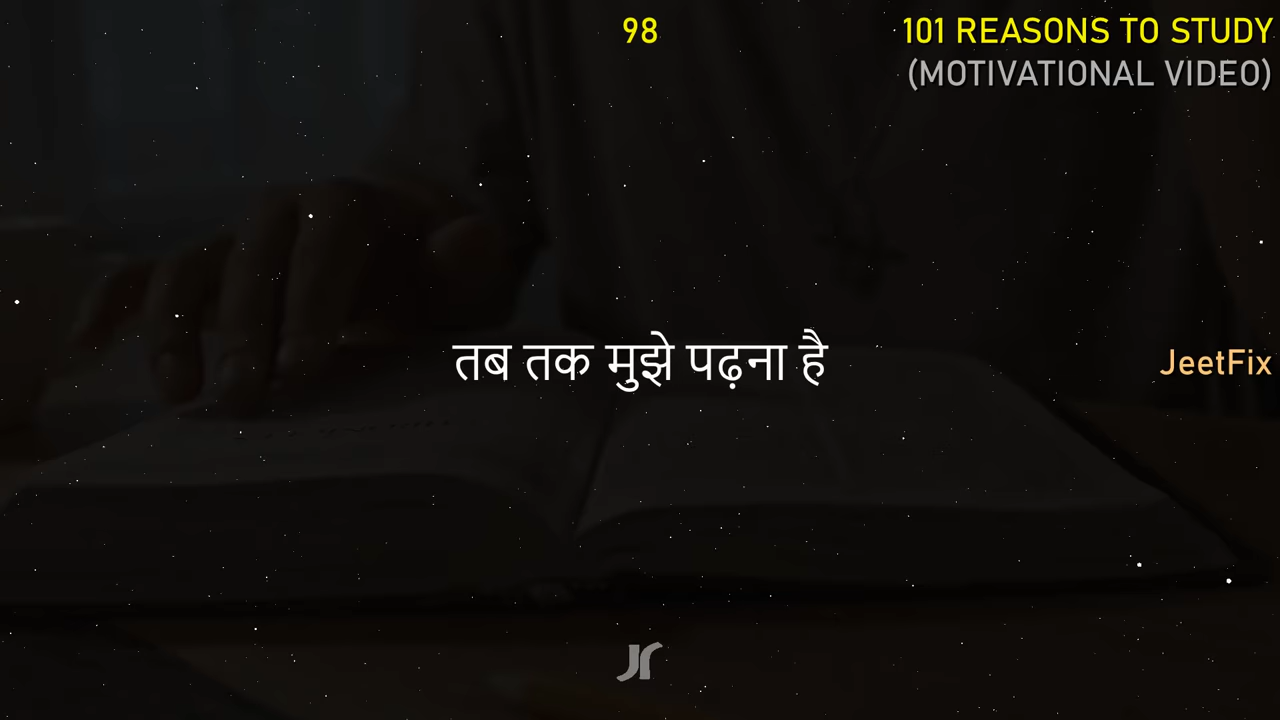 98
101 REASONS TO STUDY
(MOTIVATIONAL VIDEO)
तब तक मुझे पढ़ना है
JeetFix